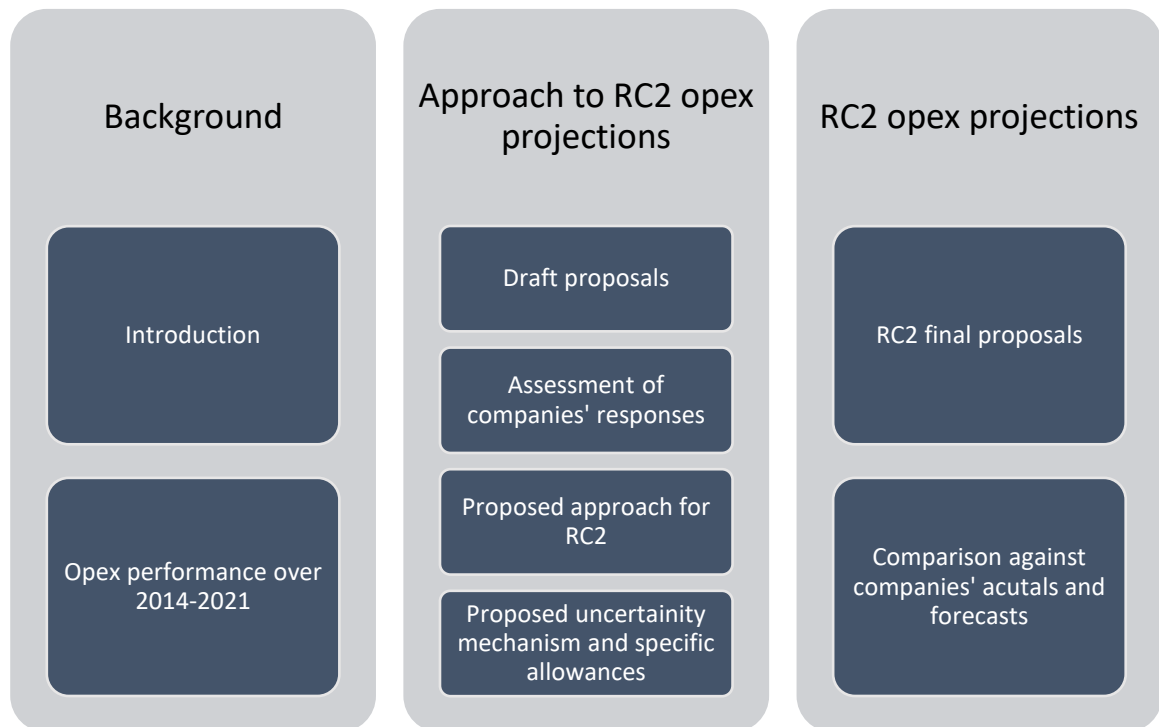 Background
Introduction
Opex performance over
2014-2021
Approach to RC2 opex
projections
Draft proposals
Assessment of
companies' responses
Proposed approach for
RC2
Proposed uncertainity
mechanism and specific
allowances
RC2 opex projections
RC2 final proposals
Comparison against
companies' acutals and
forecasts